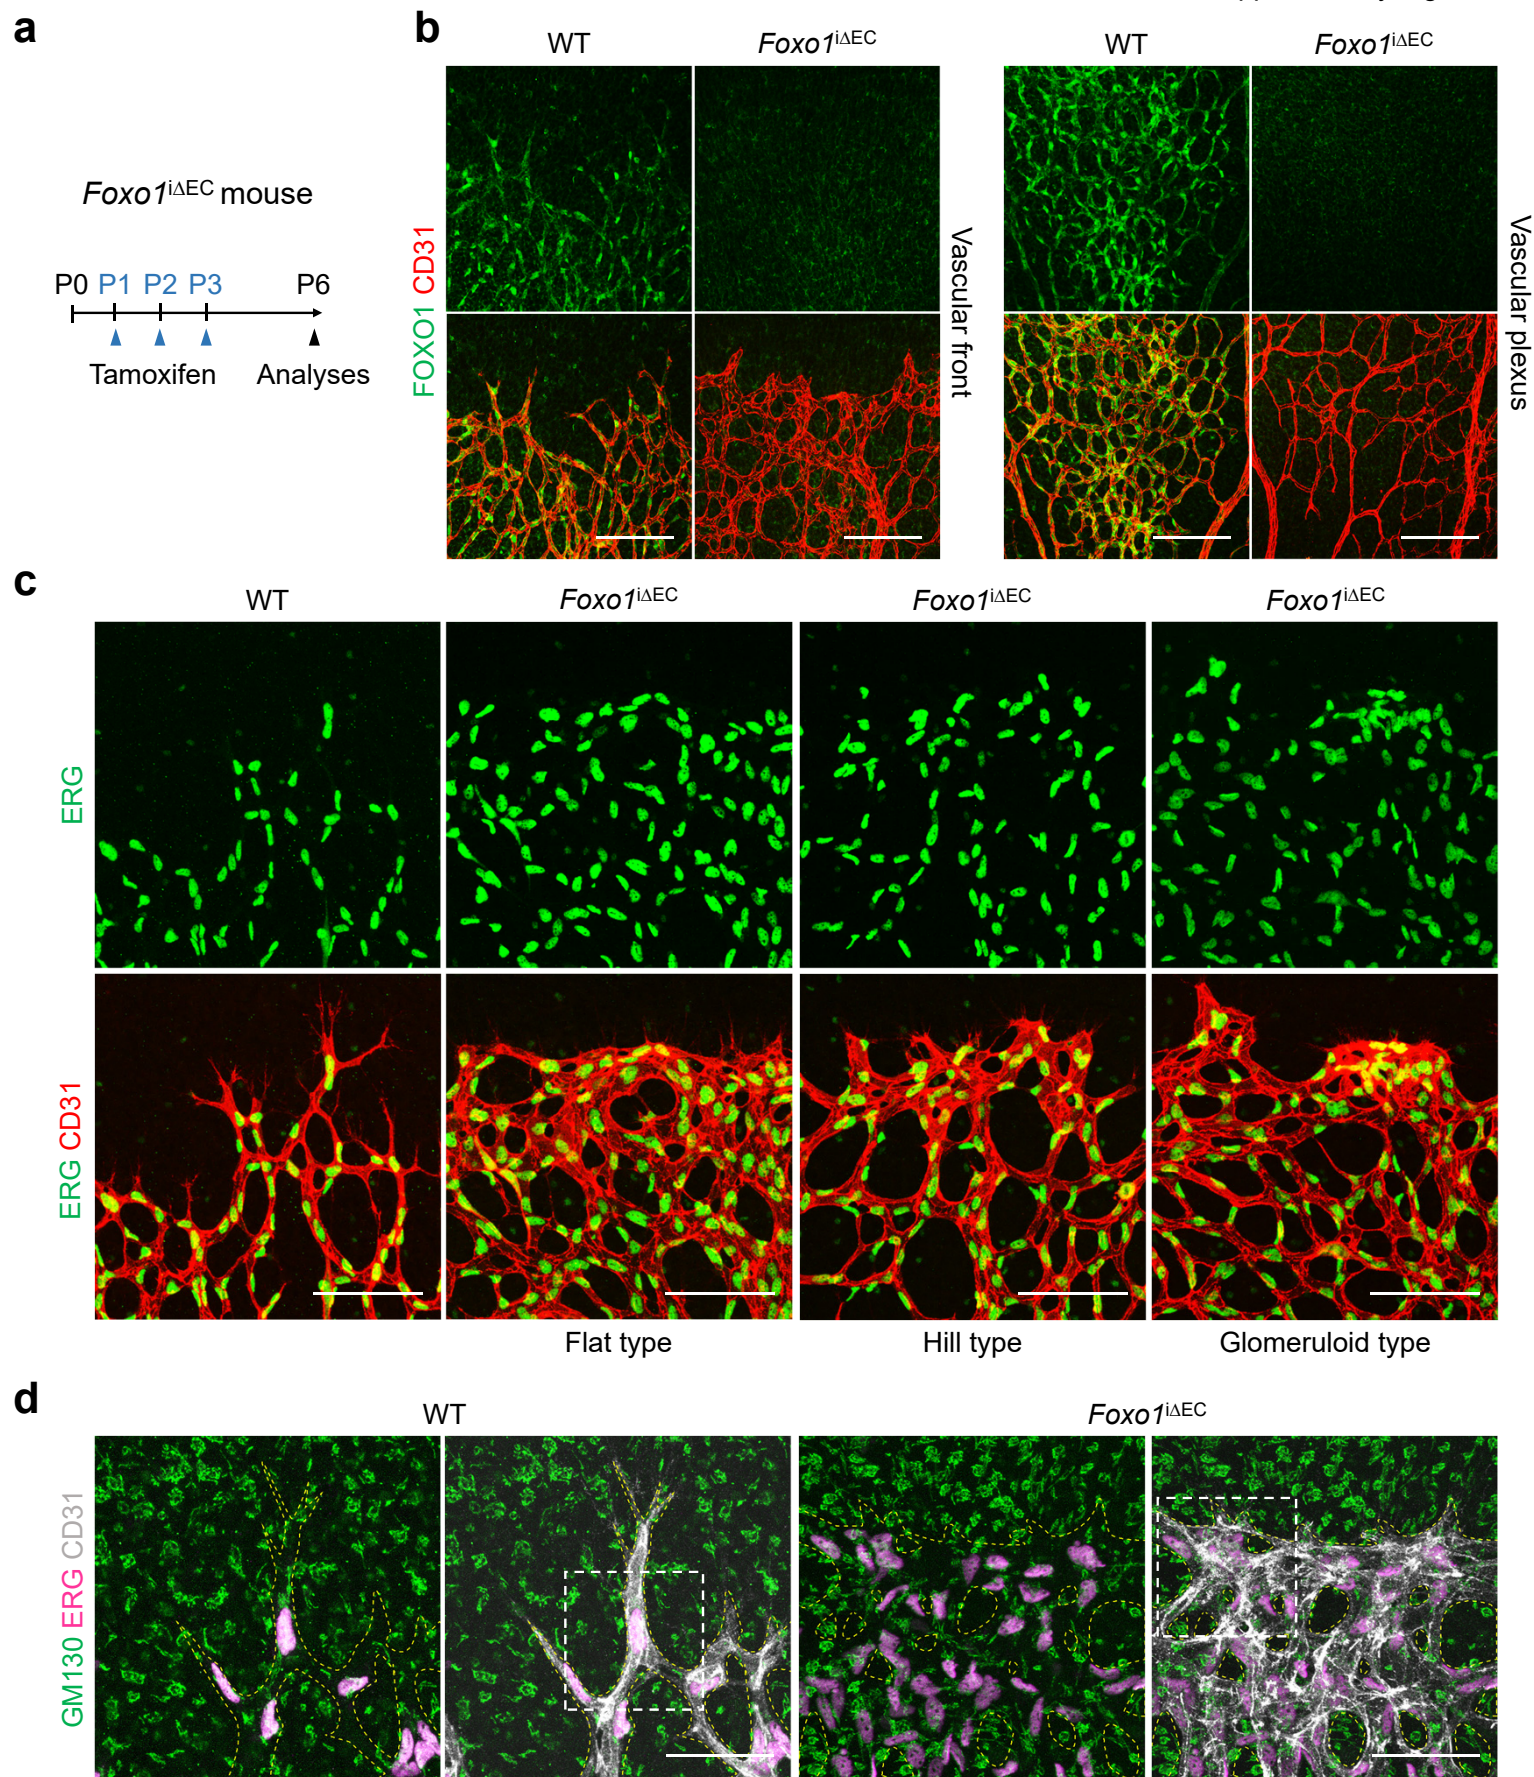 a
Foxo1iΔEC mouse
P0 P1 P2 P3 P6
Tamoxifen Analyses
b
WT Foxo1iΔEC WT Foxo1iΔEC
FOXO1 CD31
Vascular front
Vascular plexus
c
WT Foxo1iΔEC Foxo1iΔEC Foxo1iΔEC
ERG
ERG CD31
Flat type Hill type Glomeruloid type
d
WT Foxo1iΔEC
GM130 ERG CD31